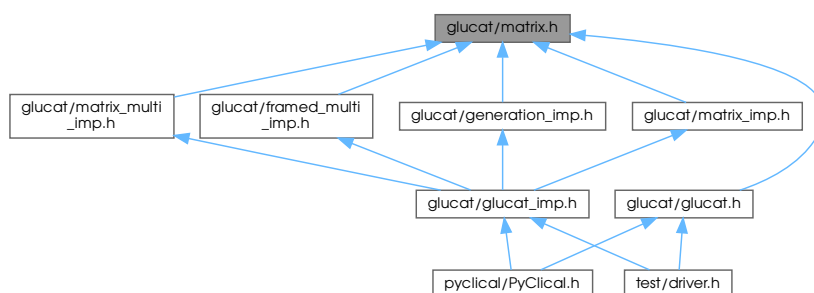 glucat/matrix.h
glucat/matrix_multi
_imp.h
glucat/framed_multi
_imp.h
glucat/generation_imp.h
glucat/matrix_imp.h
glucat/glucat_imp.h
glucat/glucat.h
pyclical/PyClical.h
test/driver.h